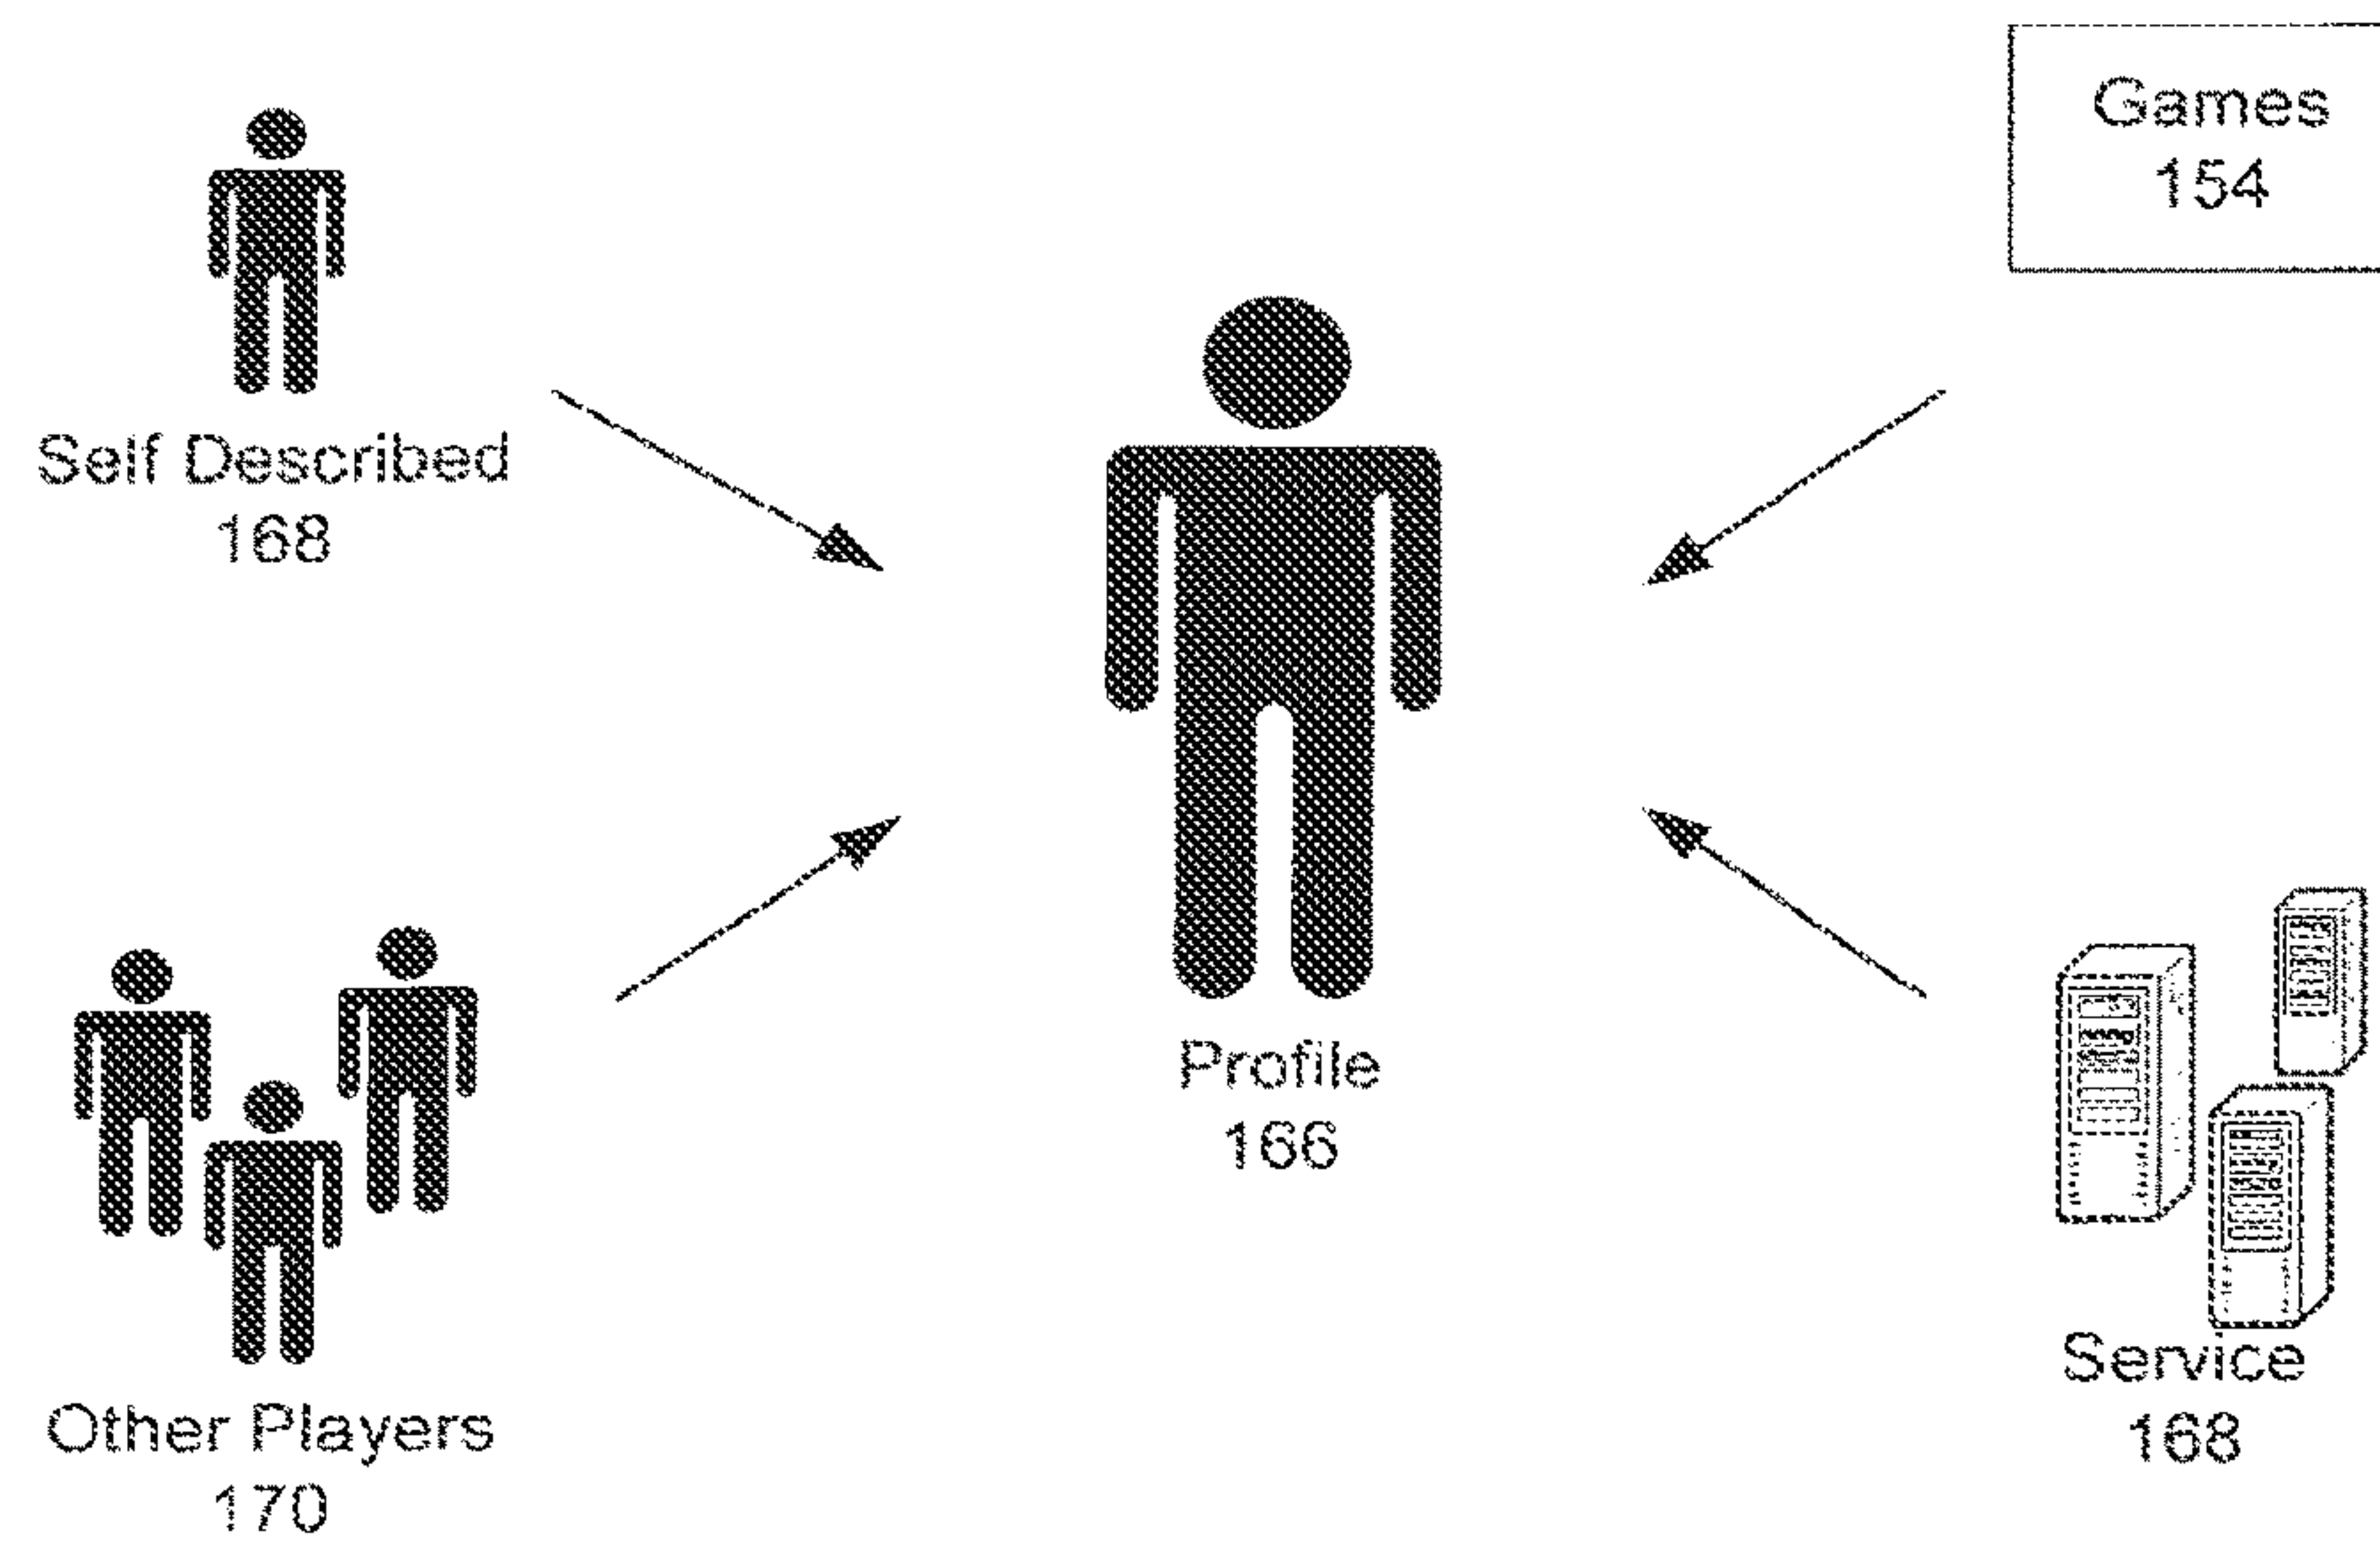 Games
154
Self Described
168
Profile
166
Other Players
170
Service
168